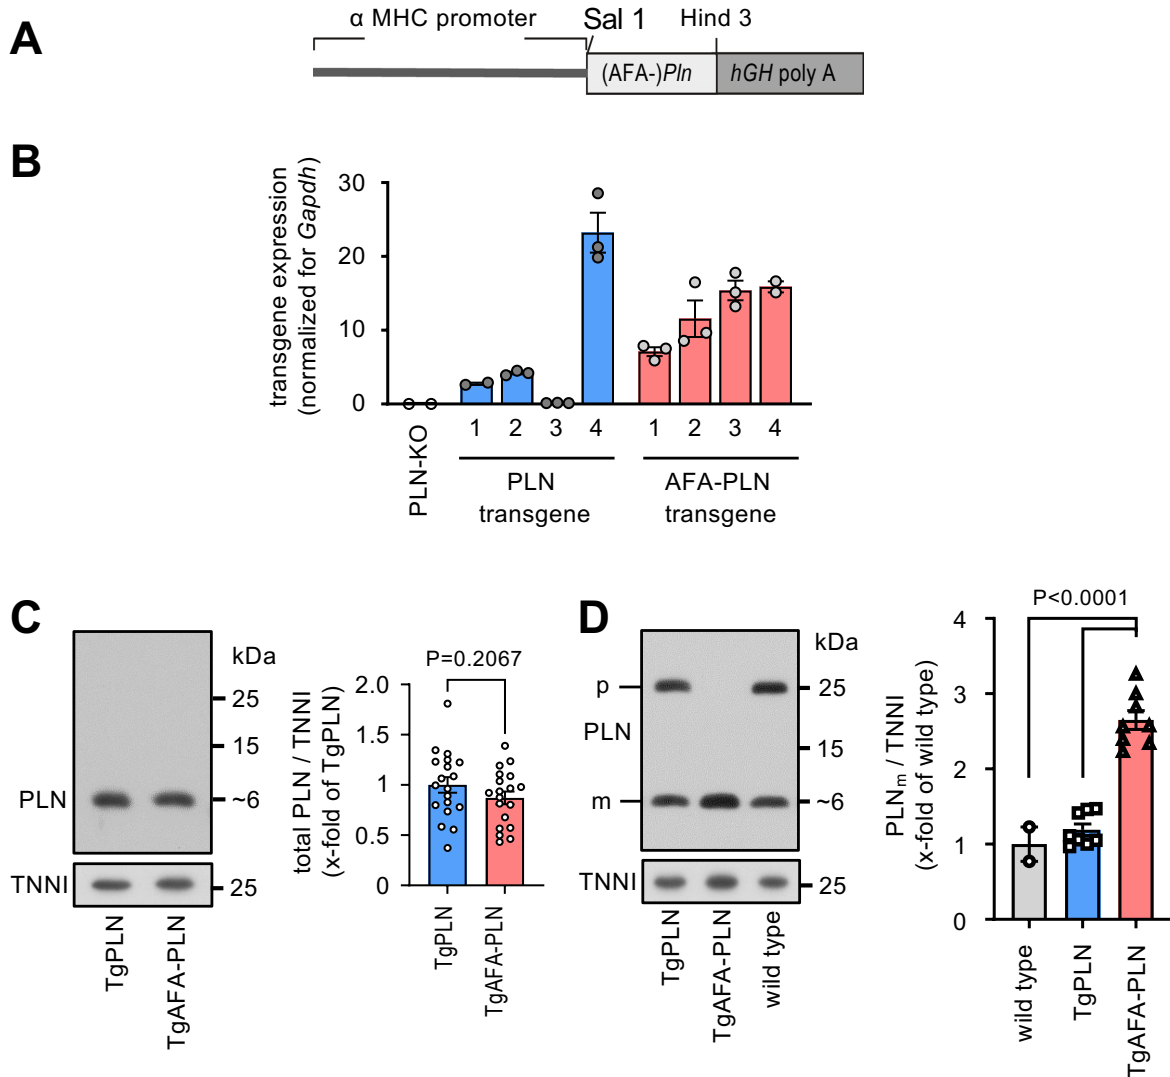 A
α MHC promoter
Sal 1
Hind 3
(AFA-)Pln
hGH poly A
B
transgene expression
(normalized for Gapdh)
30
20
10
0
PLN-KO
1 2 3 4
1 2 3 4
PLN
transgene
AFA-PLN
transgene
C
kDa
25
15
PLN
~6
TNNI
25
TgPLN
TgAFA-PLN
total PLN / TNNI
(x-fold of TgPLN)
P=0.2067
2.0
1.5
1
0.5
0
TgPLN
TgAFA-PLN
D
kDa
p
25
PLN
15
m
~6
TNNI
25
TgPLN
TgAFA-PLN
wild type
PLNm / TNNI
(x-fold of wild type)
P<0.0001
4
3
2
1
0
wild type
TgPLN
TgAFA-PLN